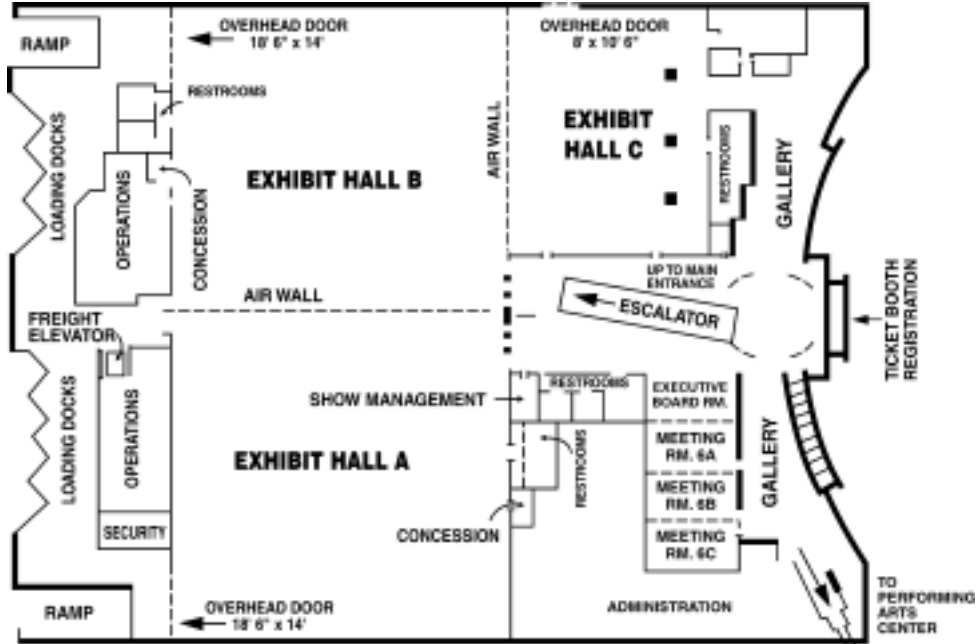 RAMP
OVERHEAD DOOR
18' 6" x 14'
OVERHEAD DOOR
8' x 10' 6"
RESTROOMS
LOADING DOCKS
OPERATIONS
CONCESSION
EXHIBIT HALL B
AIR WALL
EXHIBIT
HALL C
RESTROOMS
GALLERY
AIR WALL
UP TO MAIN
ENTRANCE
ESCALATOR
TICKET BOOTH
REGISTRATION
FREIGHT
ELEVATOR
LOADING DOCKS
OPERATIONS
SECURITY
SHOW MANAGEMENT
RESTROOMS
EXECUTIVE
BOARD RM.
EXHIBIT HALL A
RESTROOMS
MEETING
RM. 6A
MEETING
RM. 6B
MEETING
RM. 6C
GALLERY
CONCESSION
RAMP
OVERHEAD DOOR
18' 6" x 14'
ADMINISTRATION
TO
PERFORMING
ARTS
CENTER